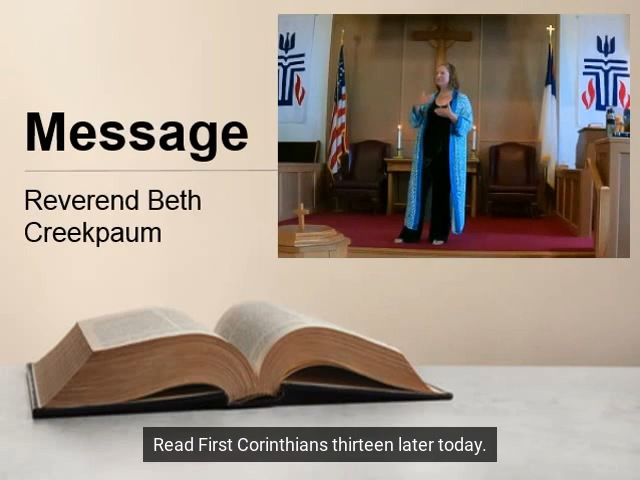 Message
Reverend Beth
Creekpaum
Read First Corinthians thirteen later today.